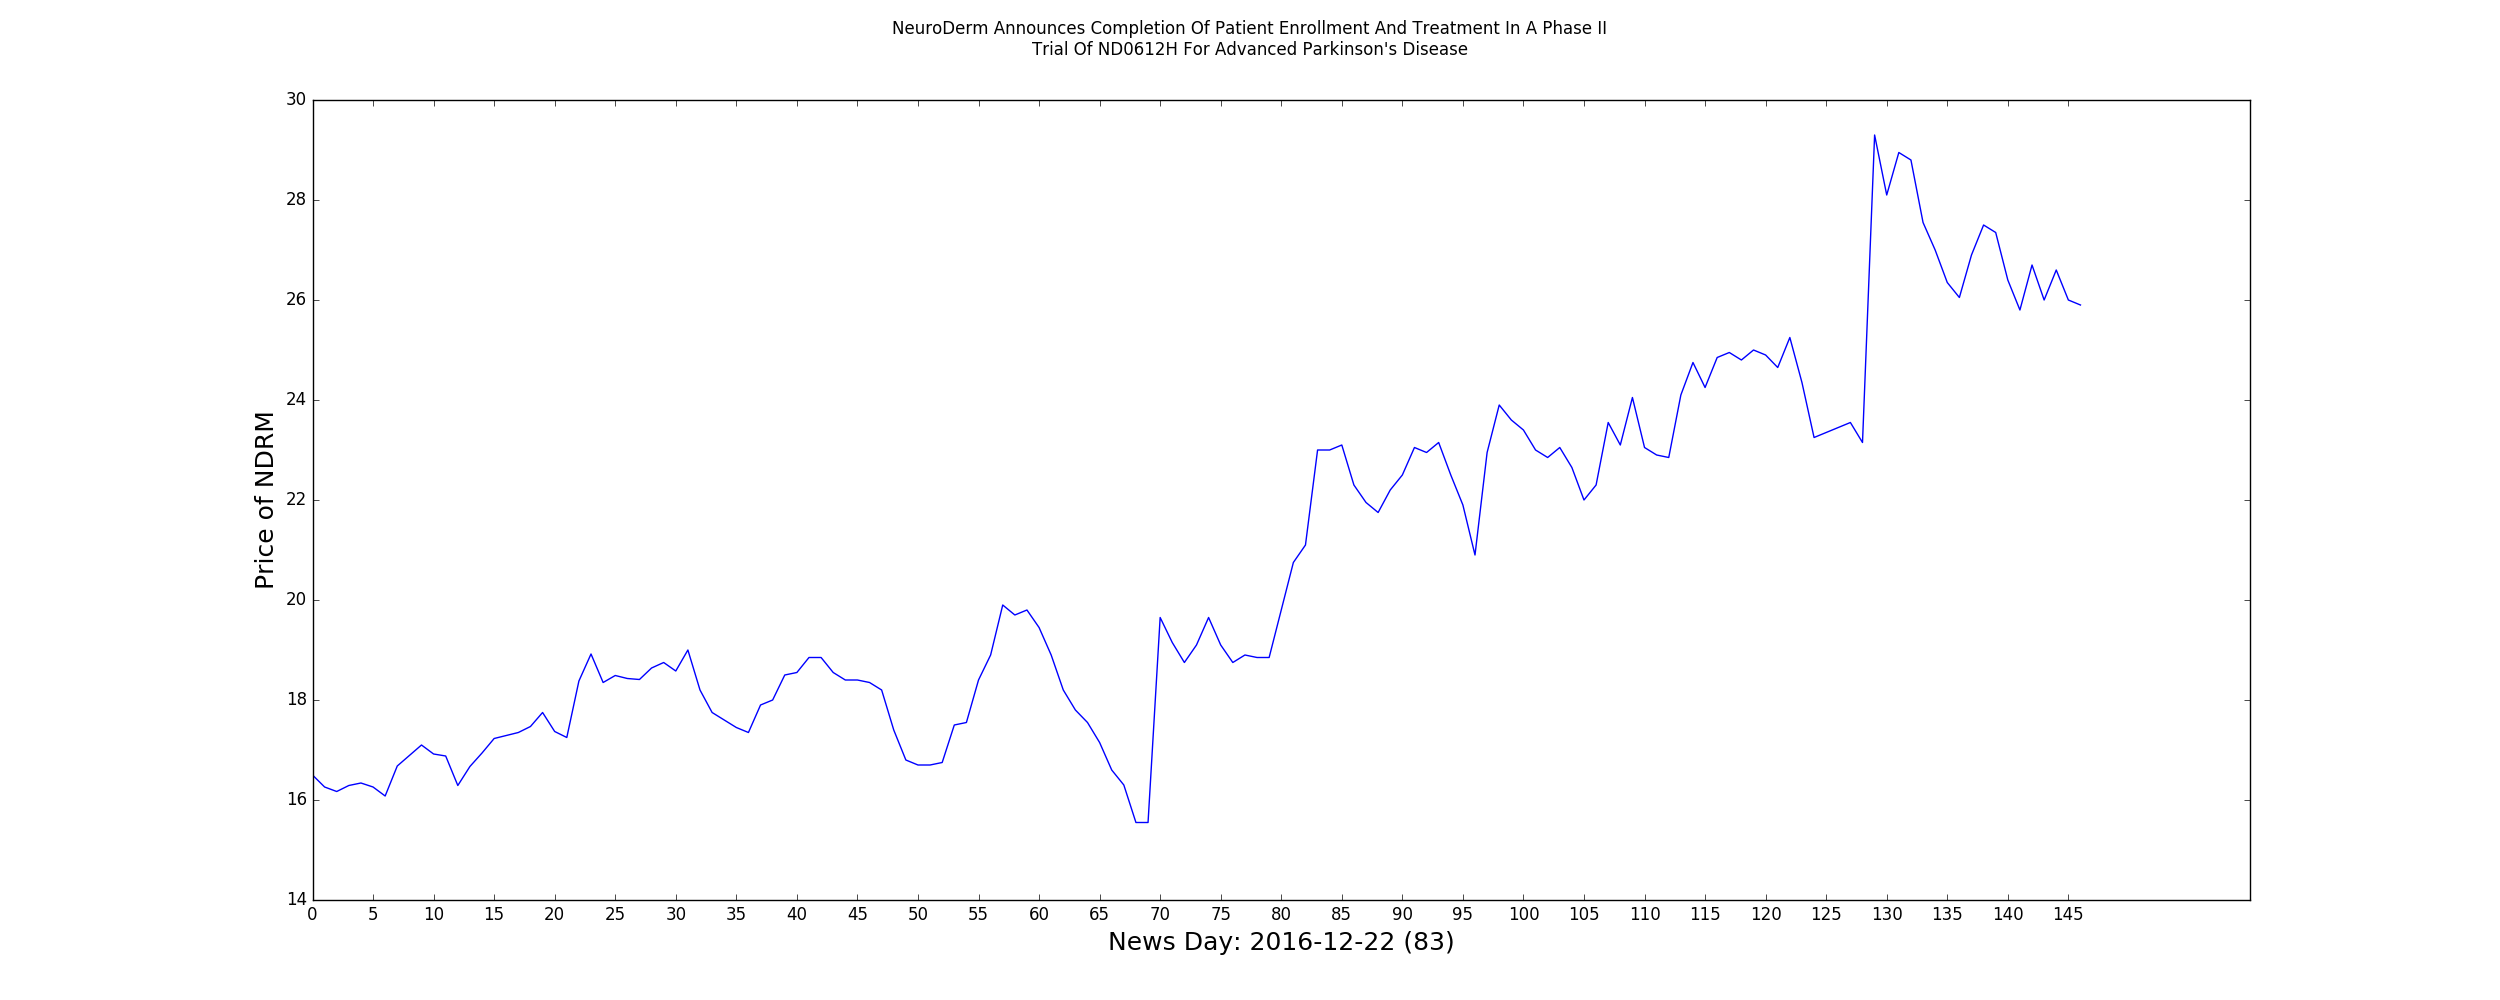 NeuroDerm Announces Completion Of Patient Enrollment And Treatment In A Phase II
Trial Of ND0612H For Advanced Parkinson's Disease
30
28
26
24
22
20
18
16
14
Price of NDRM
0 5 10 15 20 25 30 35 40 45 50 55 60 65 70 75 80 85 90 95 100 105 110 115 120 125 130 135 140 145
News Day: 2016-12-22 (83)